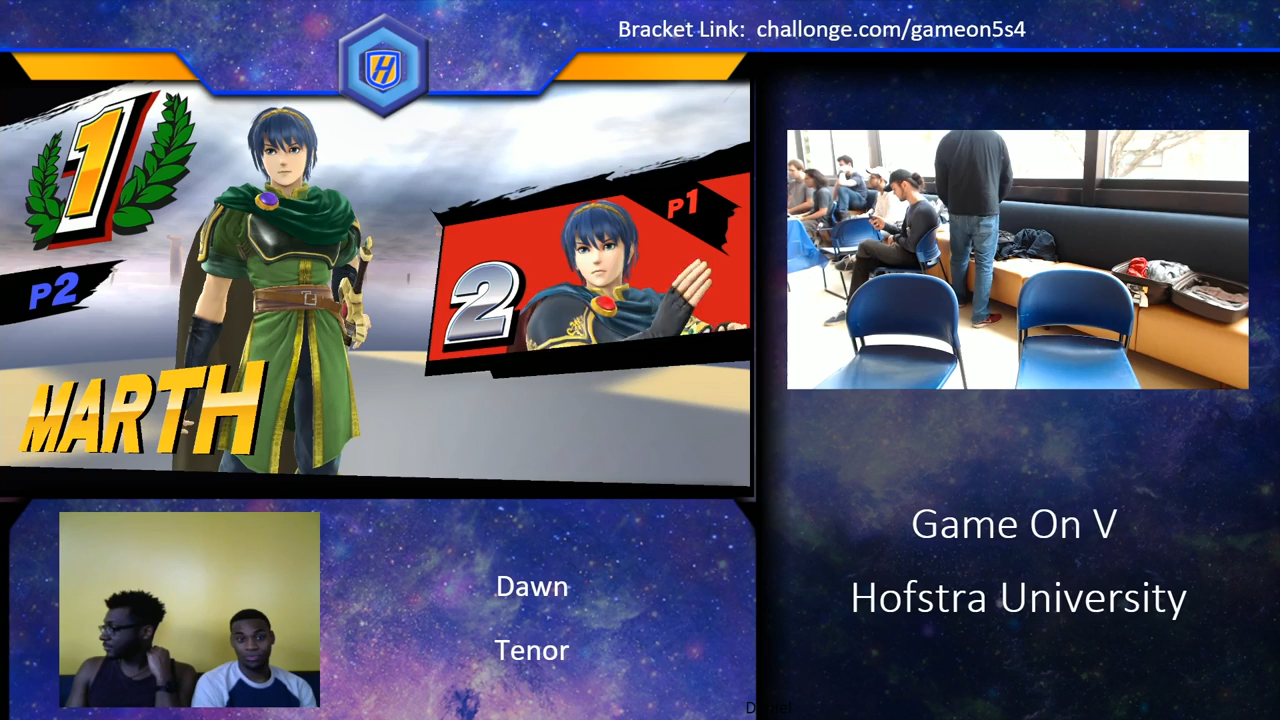 Bracket Link: challonge.com/gameon5s4
H
1
P2
MARTH
P1
2
Game On V
Hofstra University
Dawn
Tenor